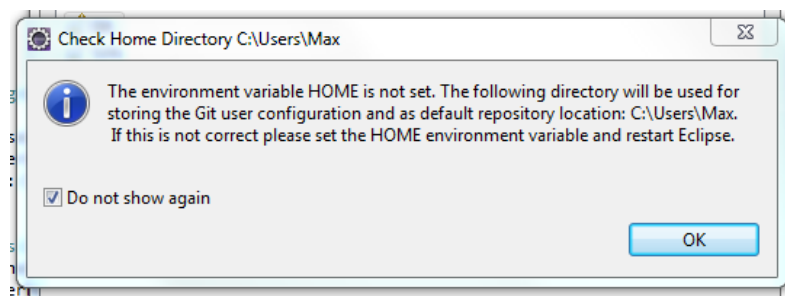 Check Home Directory C:\Users\Max
The environment variable HOME is not set. The following directory will be used for
storing the Git user configuration and as default repository location: C:\Users\Max.
If this is not correct please set the HOME environment variable and restart Eclipse.
Do not show again
OK